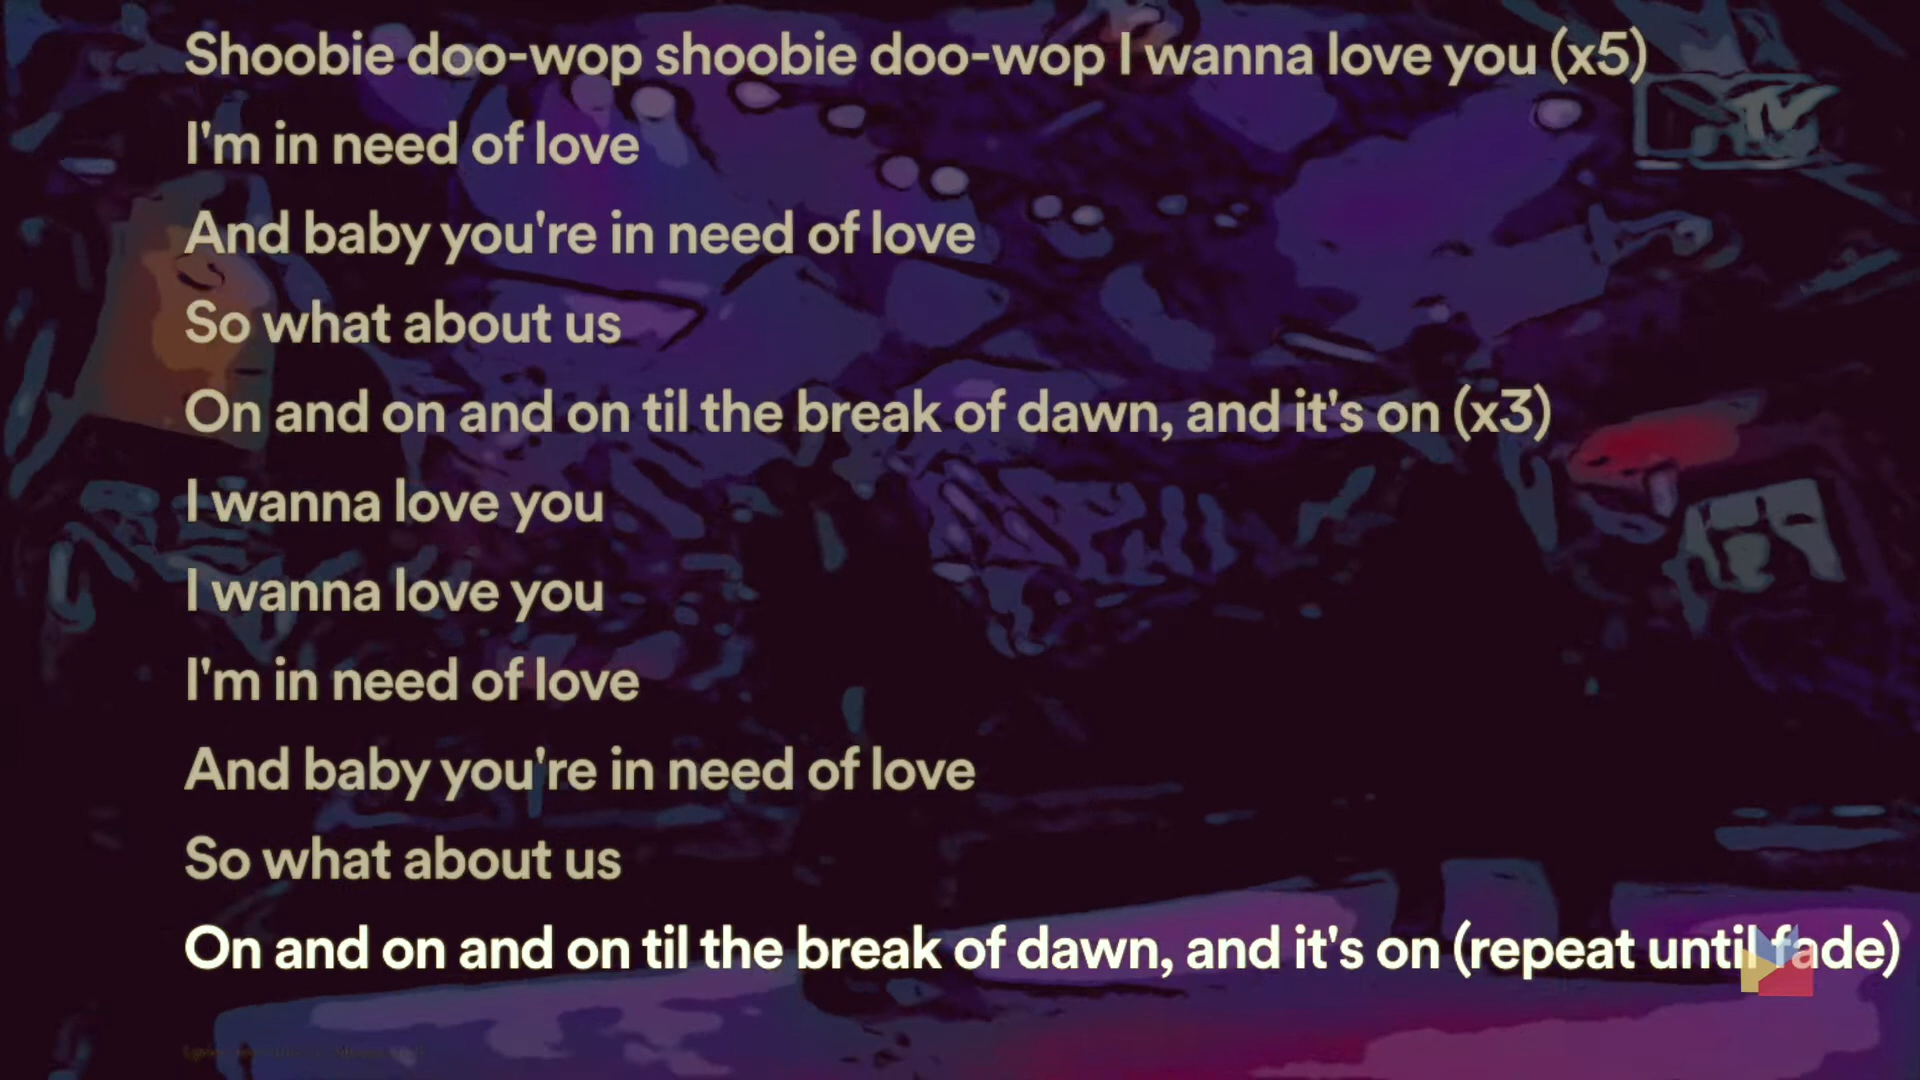 Shoobie doo-wop shoobie doo-wop I wanna love you (x5)
TV
I'm in need of love
And baby you're in need of love
So what about us
On and on and on til the break of dawn, and it's on (x3)
I wanna love you
I wanna love you
I'm in need of love
And baby you're in need of love
So what about us
On and on and on til the break of dawn, and it's on (repeat until fade)